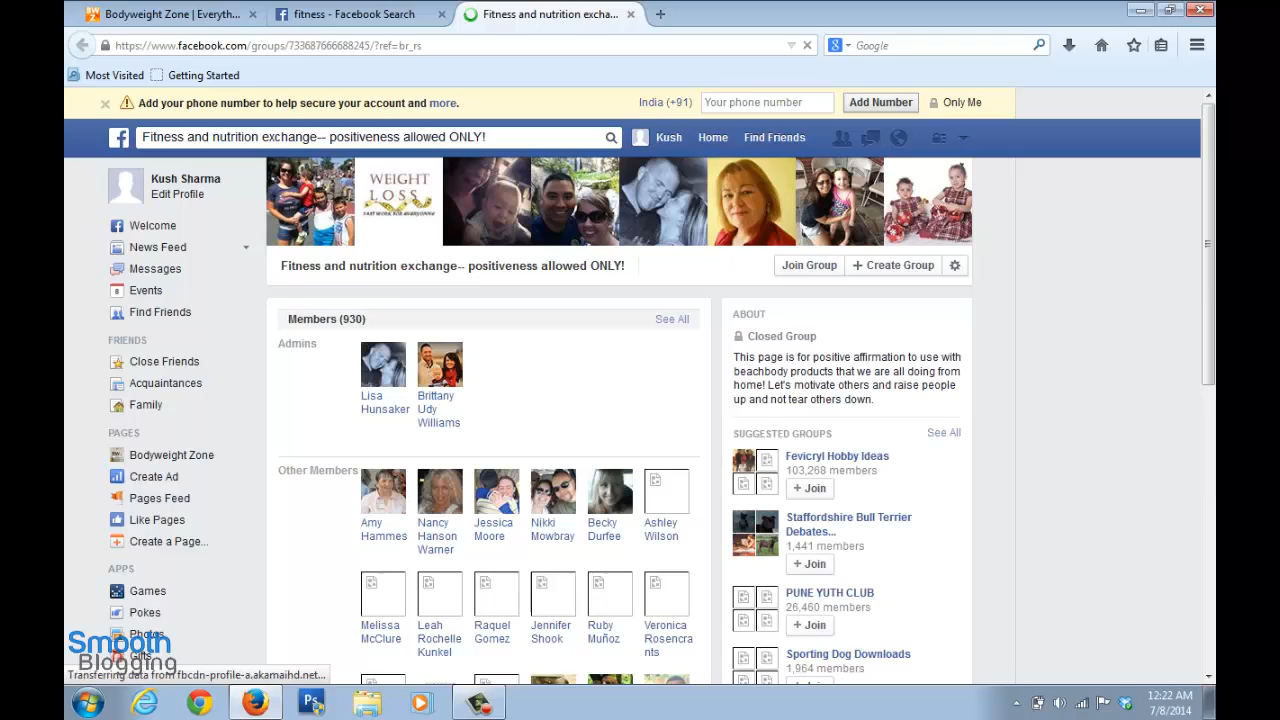 Bodyweight Zone | Everyth...
fitness - Facebook Search
Fitness and nutrition excha...
https://www.facebook.com/groups/733687666688245/?ref=br_rs
Google
Most Visited
Getting Started
Add your phone number to help secure your account and more.
India (+91)
Your phone number
Add Number
Only Me
Fitness and nutrition exchange-- positiveness allowed ONLY!
Kush
Home
Find Friends
Kush Sharma
Edit Profile
Welcome
News Feed
Messages
Events
Find Friends
FRIENDS
Close Friends
Acquaintances
Family
PAGES
Bodyweight Zone
Create Ad
Pages Feed
Like Pages
Create a Page...
APPS
Games
Pokes
Photos
Gifts
Smooth
Blogging
Transferring data from fbcdn-profile-a.akamaihd.net...
WEIGHT
LOSS
Fitness and nutrition exchange-- positiveness allowed ONLY!
Join Group
+ Create Group
Members (930)
See All
Admins
Lisa
Hunsaker
Brittany
Udy
Williams
Other Members
Amy
Hammes
Nancy
Hanson
Warner
Jessica
Moore
Nikki
Mowbray
Becky
Durfee
Ashley
Wilson
Melissa
McClure
Leah
Rochelle
Kunkel
Raquel
Gomez
Jennifer
Shook
Ruby
Muñoz
Veronica
Rosencra
nts
ABOUT
Closed Group
This page is for positive affirmation to use with
beachbody products that we are all doing from
home! Let's motivate others and raise people
up and not tear others down.
SUGGESTED GROUPS
See All
Fevicryl Hobby Ideas
103,268 members
+ Join
Staffordshire Bull Terrier
Debates...
1,441 members
+ Join
PUNE YUTH CLUB
26,460 members
+ Join
Sporting Dog Downloads
1,964 members
12:22 AM
7/8/2014